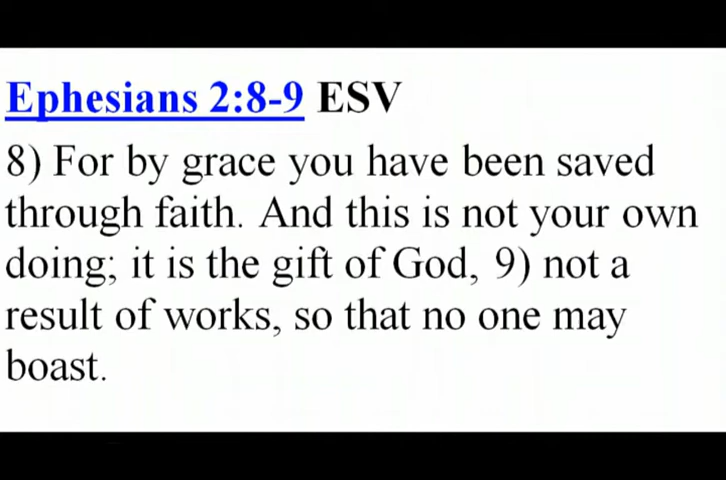 Ephesians 2:8-9 ESV
8) For by grace you have been saved
through faith. And this is not your own
doing; it is the gift of God, 9) not a
result of works, so that no one may
boast.